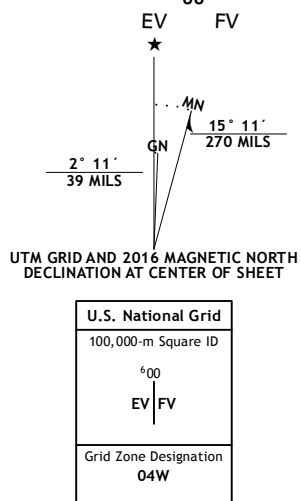 EV FV
★
MN
15° 11´
270 MILS
GN
2° 11´
39 MILS
UTM GRID AND 2016 MAGNETIC NORTH
DECLINATION AT CENTER OF SHEET
U.S. National Grid
100,000-m Square ID
⁶00
EV FV
Grid Zone Designation
04W